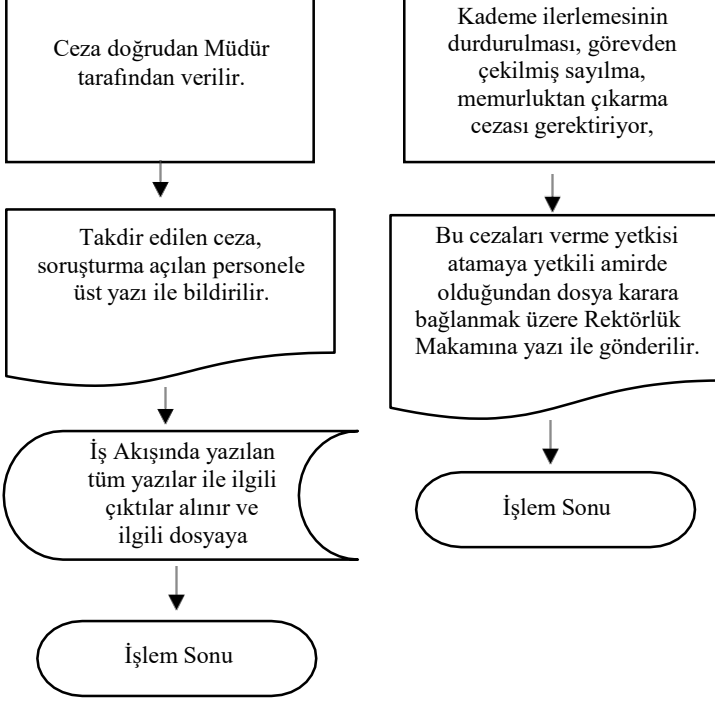 Ceza doğrudan Müdür
tarafından verilir.
Takdir edilen ceza,
soruşturma açılan personele
üst yazı ile bildirilir.
İş Akışında yazılan
tüm yazılar ile ilgili
çıktılar alınır ve
ilgili dosyaya
İşlem Sonu
Kademe ilerlemesinin
durdurulması, görevden
çekilmiş sayılma,
memurluktan çıkarma
cezası gerektiriyor,
Bu cezaları verme yetkisi
atamaya yetkili amirde
olduğundan dosya karara
bağlanmak üzere Rektörlük
Makamına yazı ile gönderilir.
İşlem Sonu